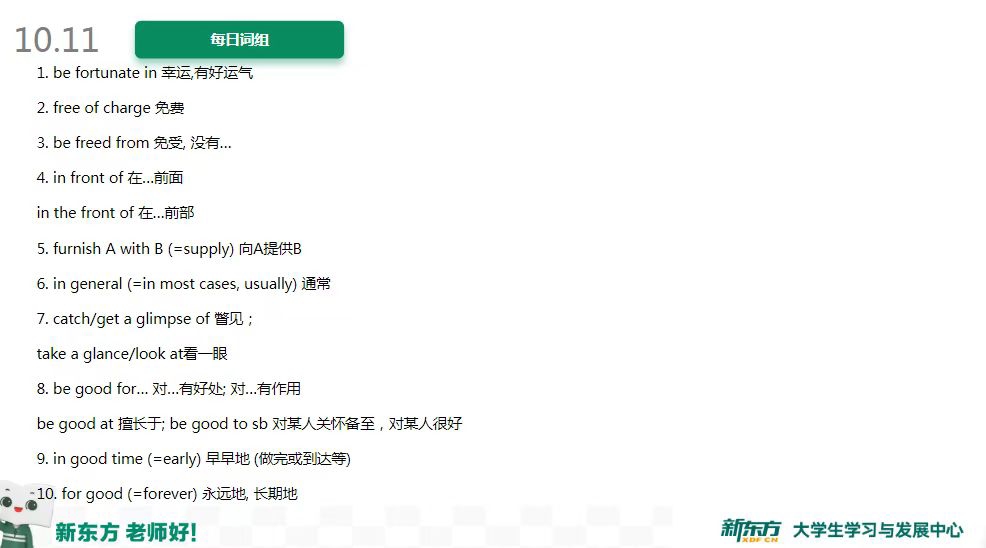 10.11
每日词组
1. be fortunate in 幸运,有好运气
2. free of charge 免费
3. be freed from 免受, 没有...
4. in front of 在...前面
in the front of 在...前部
5. furnish A with B (=supply) 向A提供B
6. in general (=in most cases, usually) 通常
7. catch/get a glimpse of 瞥见；
take a glance/look at看一眼
8. be good for... 对...有好处; 对...有作用
be good at 擅长于; be good to sb 对某人关怀备至，对某人很好
9. in good time (=early) 早早地 (做完或到达等)
10. for good (=forever) 永远地, 长期地
新东方 老师好!
新东方 XDF.CN 大学生学习与发展中心